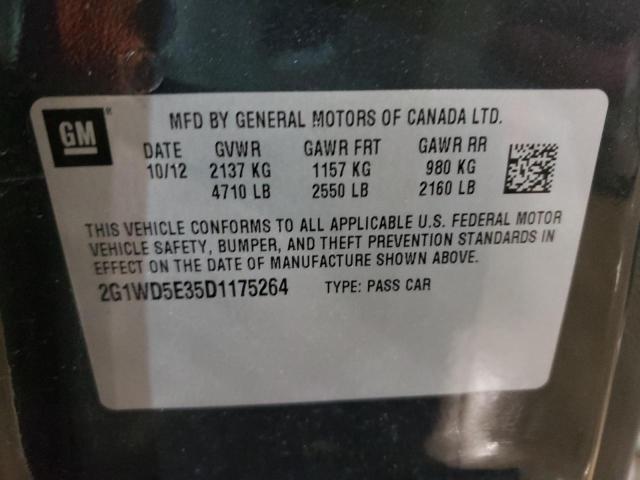 GM
MFD BY GENERAL MOTORS OF CANADA LTD.
DATE GVWR GAWR FRT GAWR RR
10/12 2137 KG 1157 KG 980 KG
4710 LB 2550 LB 2160 LB
THIS VEHICLE CONFORMS TO ALL APPLICABLE U.S. FEDERAL MOTOR
VEHICLE SAFETY, BUMPER, AND THEFT PREVENTION STANDARDS IN
EFFECT ON THE DATE OF MANUFACTURE SHOWN ABOVE.
2G1WD5E35D1175264 TYPE: PASS CAR